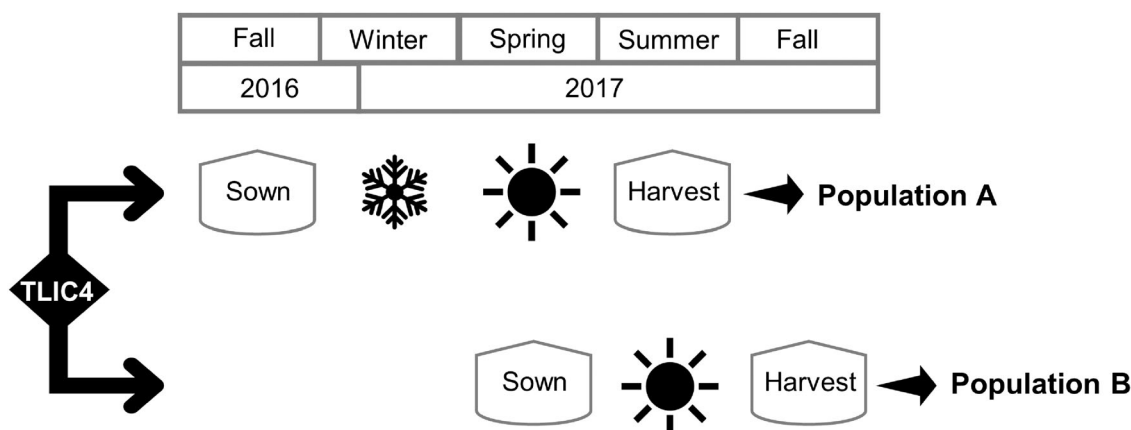 Fall Winter Spring Summer Fall
2016 2017
Sown Harvest Population A
TLIC4
Sown Harvest Population B